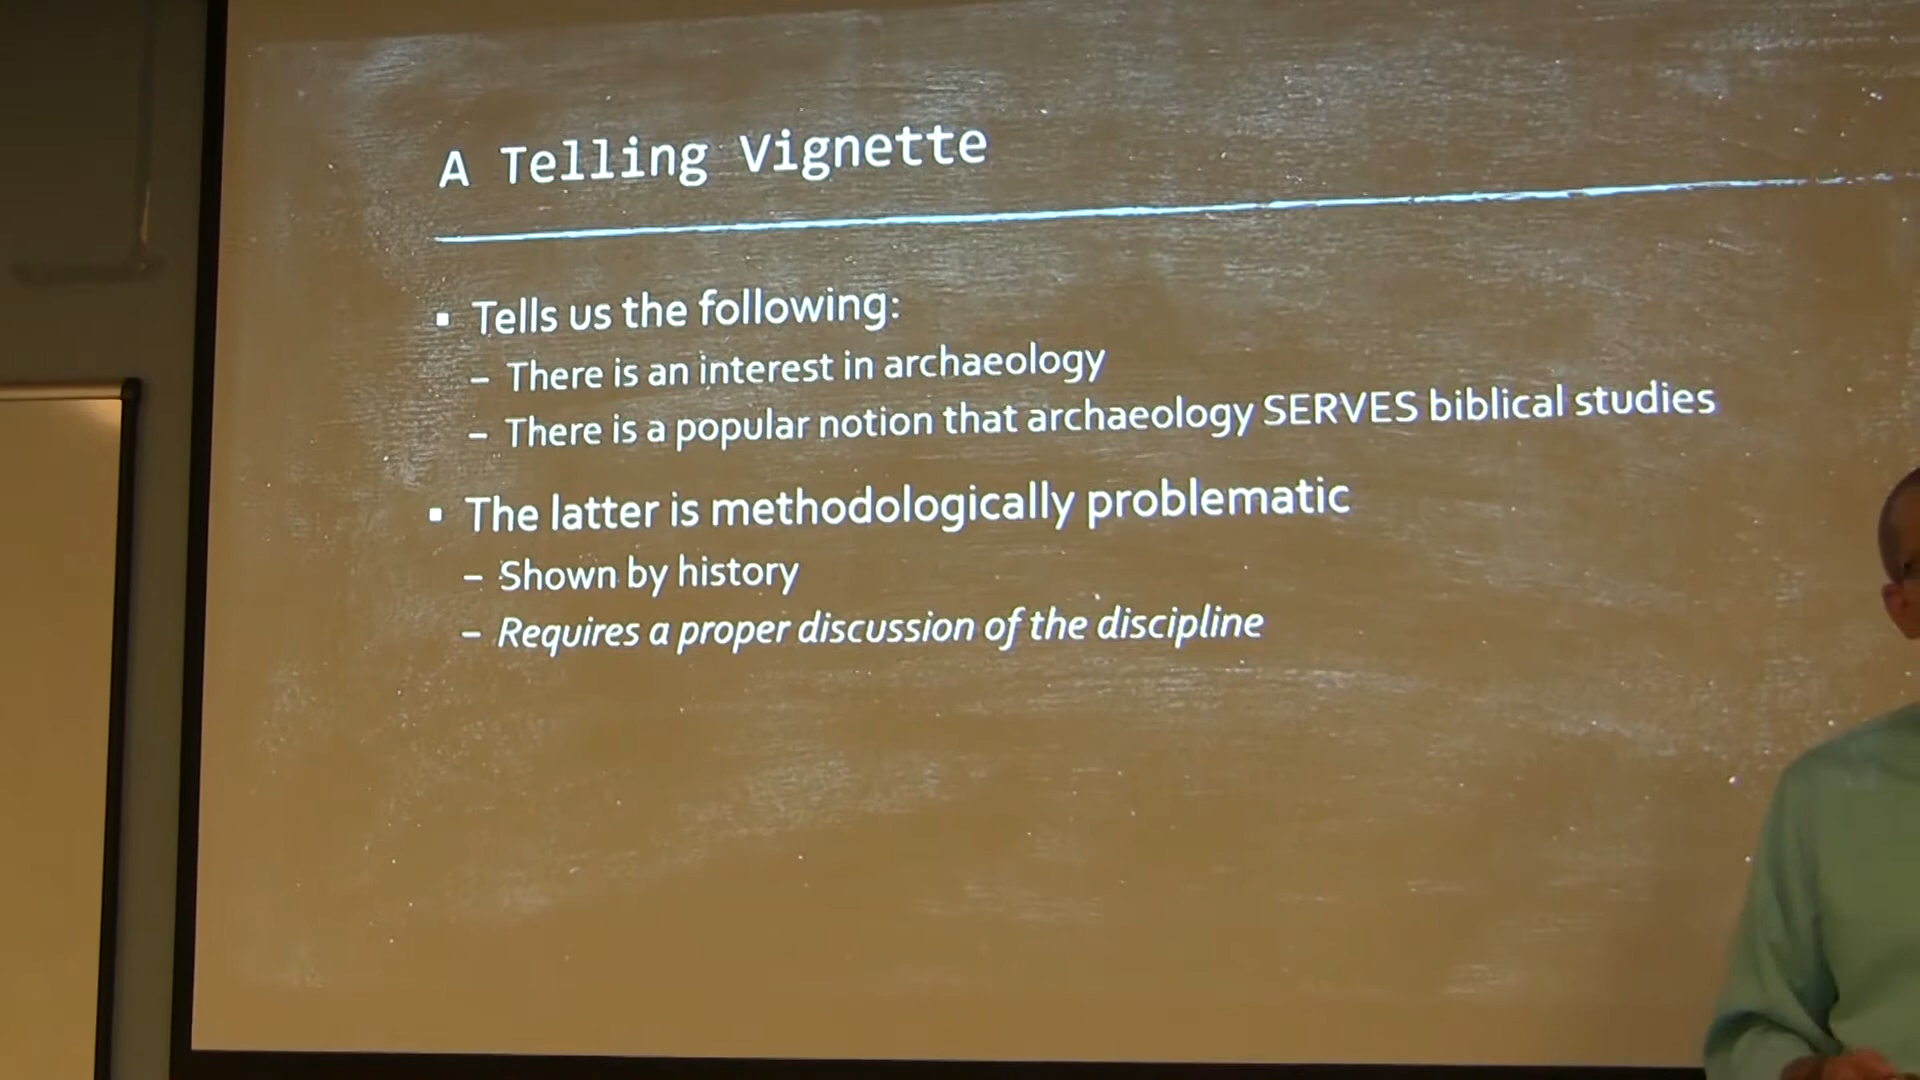 A Telling Vignette
▪ Tells us the following:
– There is an interest in archaeology
– There is a popular notion that archaeology SERVES biblical studies
▪ The latter is methodologically problematic
– Shown by history
– Requires a proper discussion of the discipline